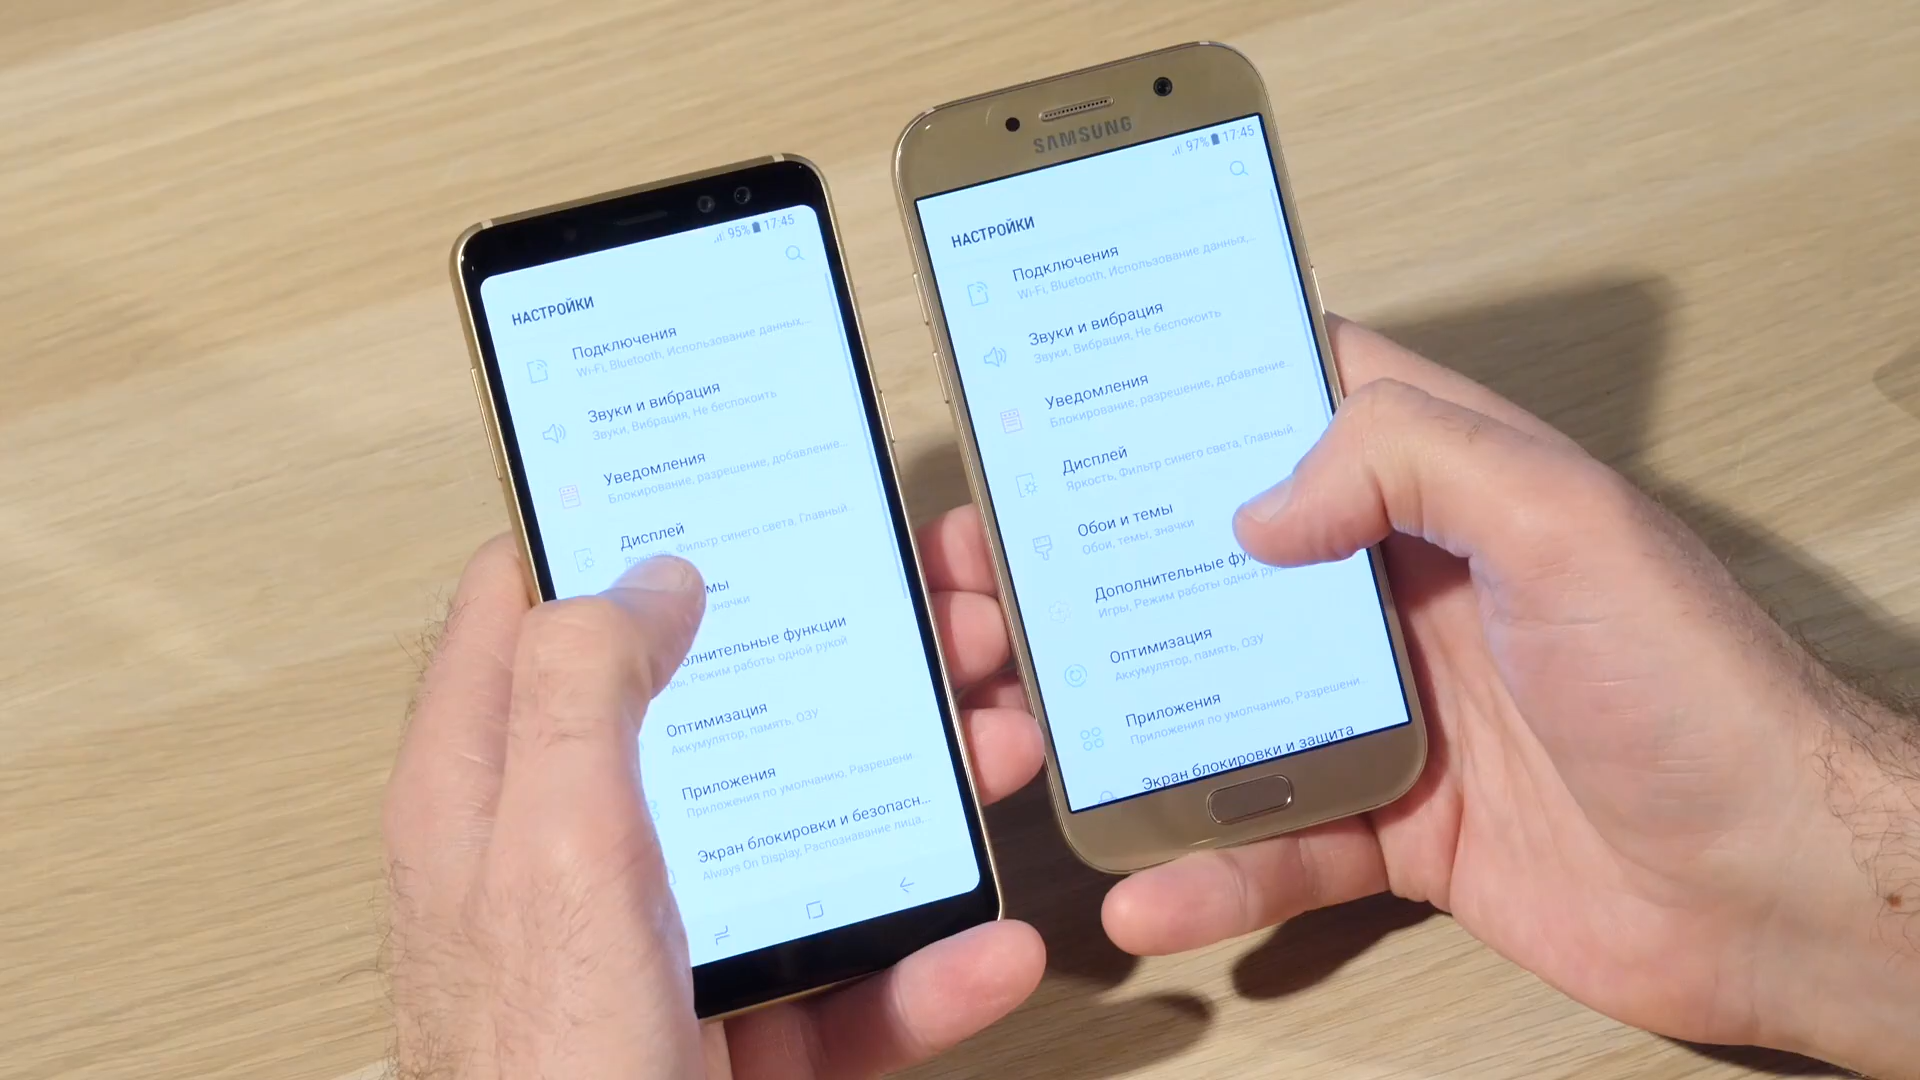 95% 17:45
НАСТРОЙКИ
Подключения
Wi-Fi, Bluetooth, Использование данных,...
Звуки и вибрация
Звуки, Вибрация, Не беспокоить
Уведомления
Блокирование, разрешение, добавление...
Дисплей
Фильтр синего света, Главный...
мы
значки
олнительные функции
ры, Режим работы одной рукой
Оптимизация
Аккумулятор, память, ОЗУ
Приложения
Приложения по умолчанию, Разрешени...
Экран блокировки и безопасн...
Always On Display, Распознавание лица,...
SAMSUNG
97% 17:45
НАСТРОЙКИ
Подключения
Wi-Fi, Bluetooth, Использование данных,...
Звуки и вибрация
Звуки, Вибрация, Не беспокоить
Уведомления
Блокирование, разрешение, добавление...
Дисплей
Яркость, Фильтр синего света, Главный...
Обои и темы
Обои, темы, значки
Дополнительные фу
Игры, Режим работы одной рук
Оптимизация
Аккумулятор, память, ОЗУ
Приложения
Приложения по умолчанию, Разрешени...
Экран блокировки и защита